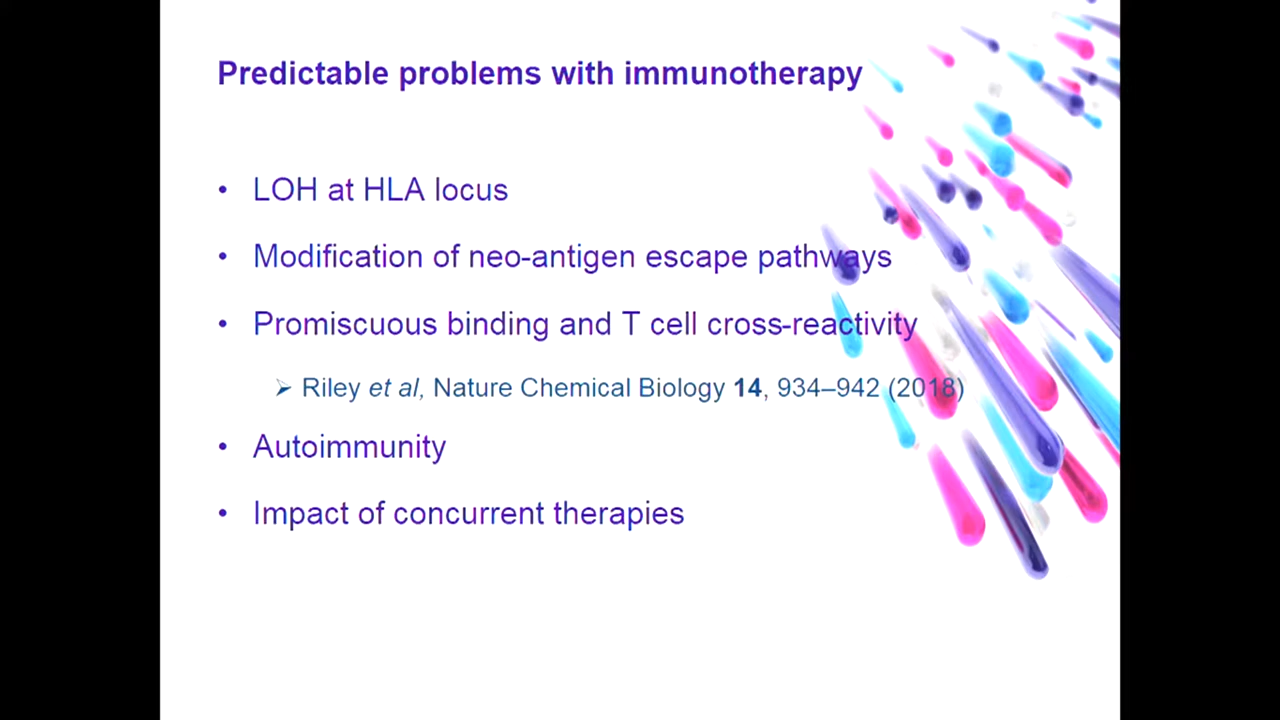 Predictable problems with immunotherapy
• LOH at HLA locus
• Modification of neo-antigen escape pathways
• Promiscuous binding and T cell cross-reactivity
➢ Riley et al, Nature Chemical Biology 14, 934–942 (2018)
• Autoimmunity
• Impact of concurrent therapies